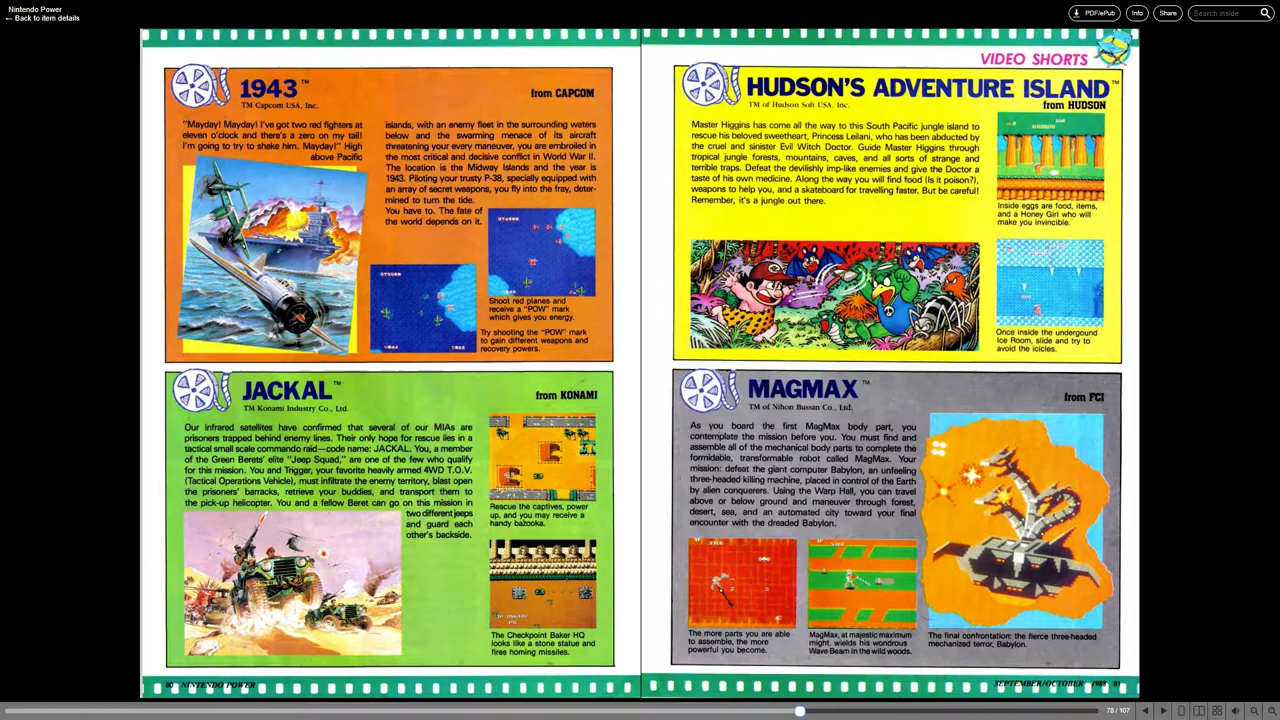 Nintendo Power
← Back to item details
PDF/ePub
Info
Share
Search inside
1943™
TM Capcom USA, Inc.
from CAPCOM
"Mayday! Mayday! I've got two red fighters at
eleven o'clock and there's a zero on my tail!
I'm going to try to shake him. Mayday!" High
above Pacific
islands, with an enemy fleet in the surrounding waters
below and the swarming menace of its aircraft
threatening your every maneuver, you are embroiled in
the most critical and decisive conflict in World War II.
The location is the Midway Islands and the year is
1943. Piloting your trusty P-38, specially equipped with
an array of secret weapons, you fly into the fray, deter-
mined to turn the tide.
You have to. The fate of
the world depends on it.
Shoot red planes and
receive a "POW" mark
which gives you energy.
Try shooting the "POW" mark
to gain different weapons and
recovery powers.
JACKAL™
TM Konami Industry Co., Ltd.
from KONAMI
Our infrared satellites have confirmed that several of our MIAs are
prisoners trapped behind enemy lines. Their only hope for rescue lies in a
tactical small scale commando raid—code name: JACKAL. You, a member
of the Green Berets' elite "Jeep Squad," are one of the few who qualify
for this mission. You and Trigger, your favorite heavily armed 4WD T.O.V.
(Tactical Operations Vehicle), must infiltrate the enemy territory, blast open
the prisoners' barracks, retrieve your buddies, and transport them to
the pick-up helicopter. You and a fellow Beret can go on this mission in
two different jeeps
and guard each
other's backside.
Rescue the captives, power
up, and you may receive a
handy bazooka.
The Checkpoint Baker HQ
looks like a stone statue and
fires homing missiles.
80 NINTENDO POWER
VIDEO SHORTS
HUDSON'S ADVENTURE ISLAND™
TM of Hudson Soft USA, Inc.
from HUDSON
Master Higgins has come all the way to this South Pacific jungle island to
rescue his beloved sweetheart, Princess Leilani, who has been abducted by
the cruel and sinister Evil Witch Doctor. Guide Master Higgins through
tropical jungle forests, mountains, caves, and all sorts of strange and
terrible traps. Defeat the devilishly imp-like enemies and give the Doctor a
taste of his own medicine. Along the way you will find food (Is it poison?),
weapons to help you, and a skateboard for travelling faster. But be careful!
Remember, it's a jungle out there.
Inside eggs are food, items,
and a Honey Girl who will
make you invincible.
Once inside the undergound
Ice Room, slide and try to
avoid the icicles.
MAGMAX™
TM of Nihon Bussan Co., Ltd.
from FCI
As you board the first MagMax body part, you
contemplate the mission before you. You must find and
assemble all of the mechanical body parts to complete the
formidable, transformable robot called MagMax. Your
mission: defeat the giant computer Babylon, an unfeeling
three-headed killing machine, placed in control of the Earth
by alien conquerers. Using the Warp Hall, you can travel
above or below ground and maneuver through forest,
desert, sea, and an automated city toward your final
encounter with the dreaded Babylon.
The more parts you are able
to assemble, the more
powerful you become.
MagMax, at majestic maximum
might, wields his wondrous
Wave Beam in the wild woods.
The final confrontation: the fierce three-headed
mechanized terror, Babylon.
SEPTEMBER/OCTOBER 1988 81
78 / 107